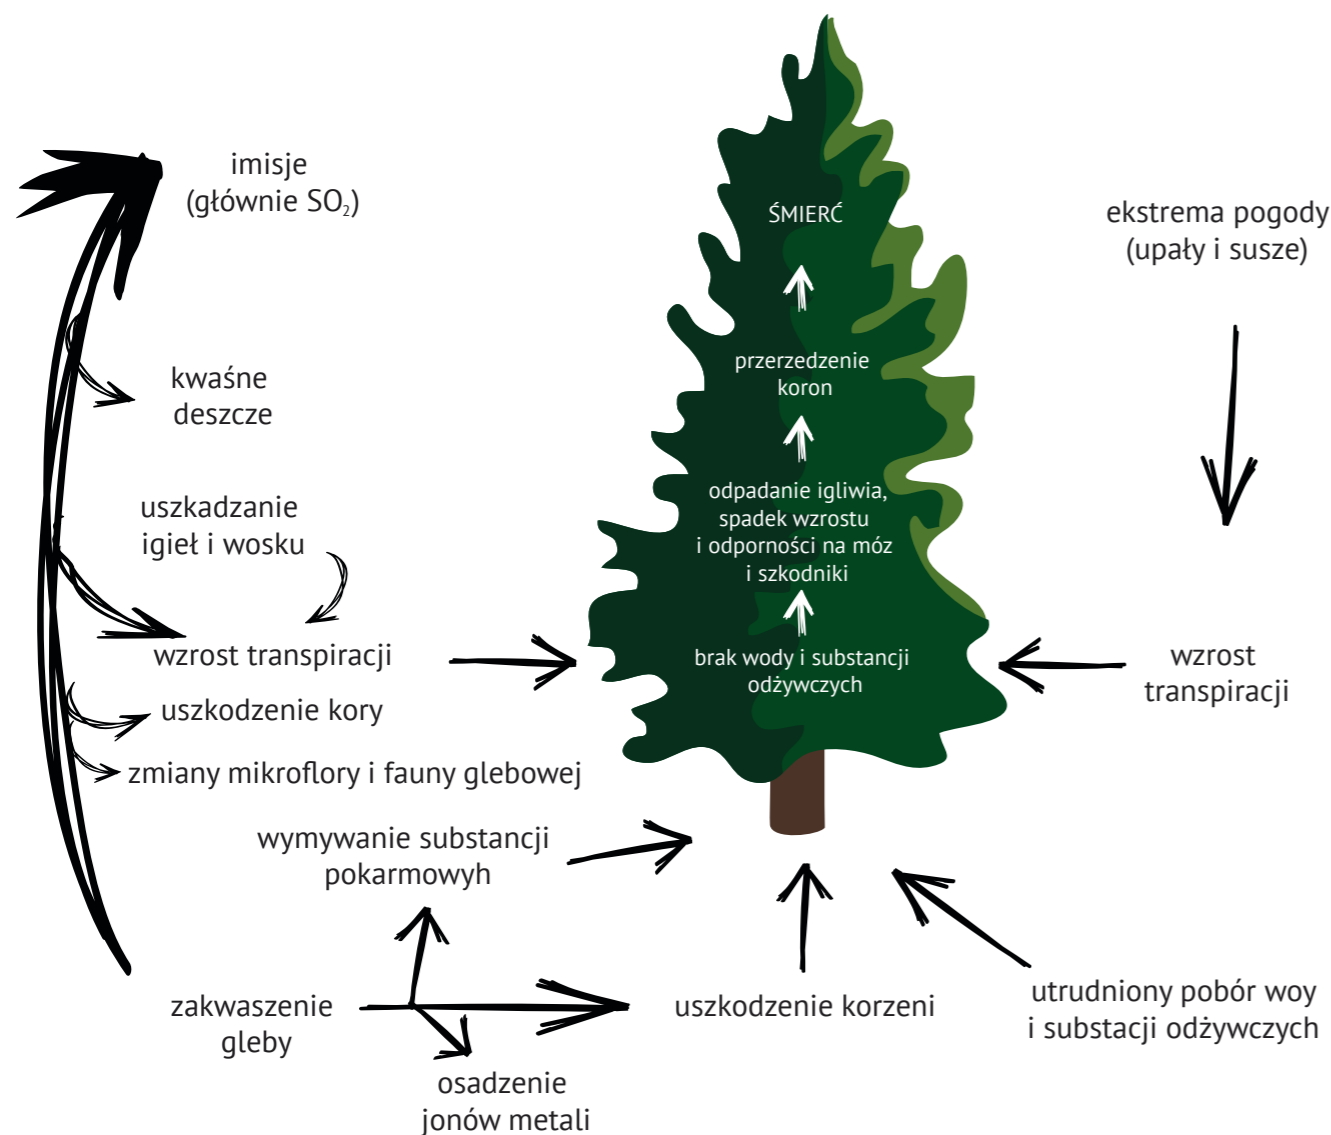 imisje
(głównie SO₂)
kwaśne
deszcze
uszkadzanie
igieł i wosku
wzrost transpiracji
uszkodzenie kory
zmiany mikroflory i fauny glebowej
wymywanie substancji
pokarmowyh
zakwaszenie
gleby
osadzenie
jonów metali
uszkodzenie korzeni
ŚMIERĆ
przerzedzenie
koron
odpadanie igliwia,
spadek wzrostu
i odporności na móz
i szkodniki
brak wody i substancji
odżywczych
ekstrema pogody
(upały i susze)
wzrost
transpiracji
utrudniony pobór woy
i substacji odżywczych